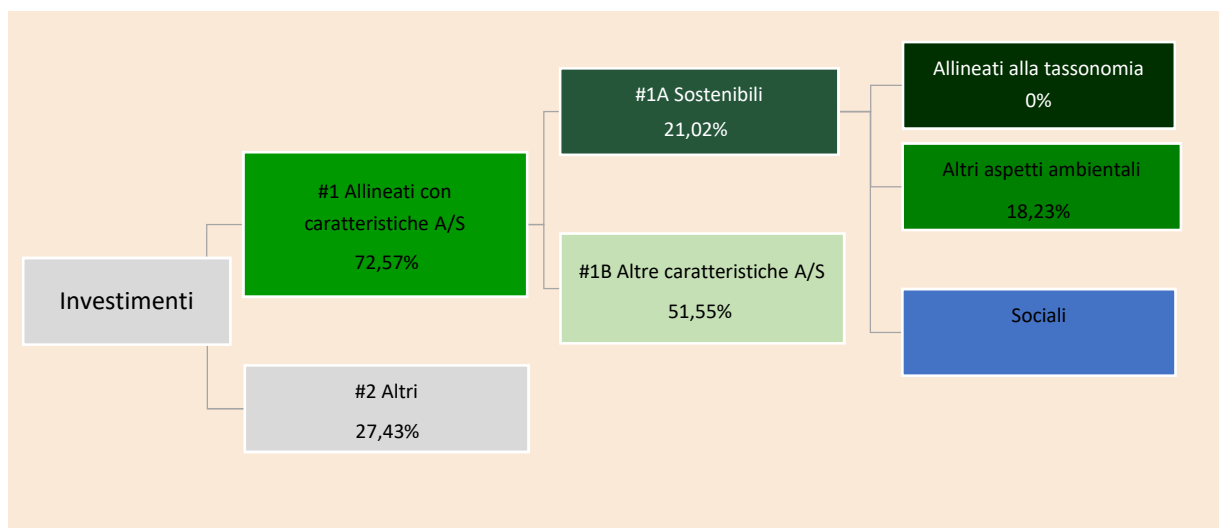 Investimenti
#1 Allineati con
caratteristiche A/S
72,57%
#2 Altri
27,43%
#1A Sostenibili
21,02%
#1B Altre caratteristiche A/S
51,55%
Allineati alla tassonomia
0%
Altri aspetti ambientali
18,23%
Sociali